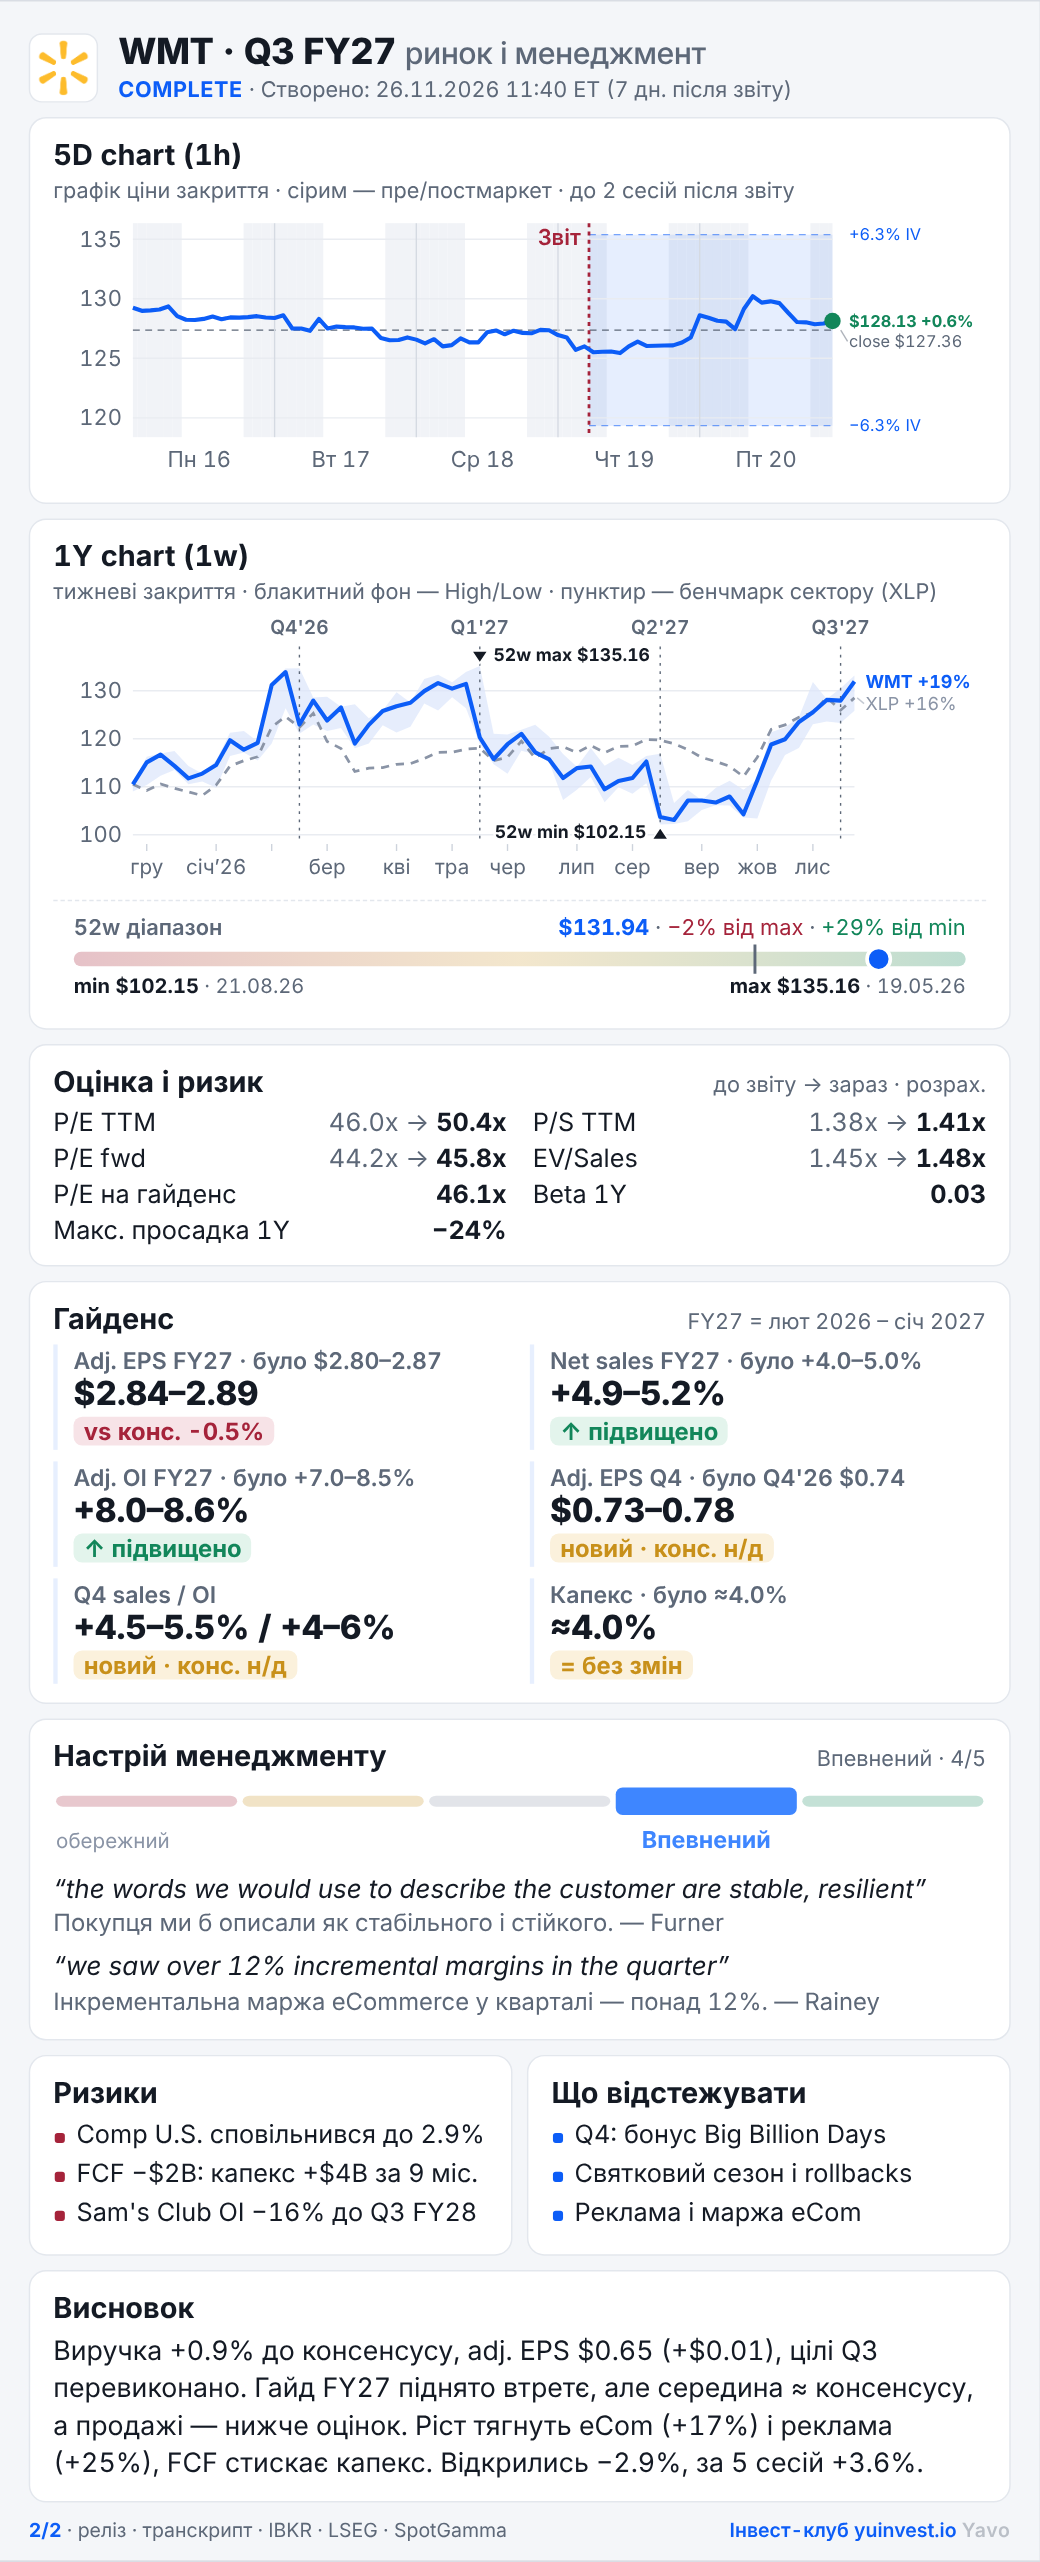 WMT · Q3 FY27 ринок і менеджмент
COMPLETE · Створено: 26.11.2026 11:40 ET (7 дн. після звіту)
5D chart (1h)
графік ціни закриття · сірим — пре/постмаркет · до 2 сесій після звіту
135
130
125
120
Звіт
+6.3% IV
$128.13 +0.6%
close $127.36
−6.3% IV
Пн 16 Вт 17 Ср 18 Чт 19 Пт 20
1Y chart (1w)
тижневі закриття · блакитний фон — High/Low · пунктир — бенчмарк сектору (XLP)
Q4'26 Q1'27 Q2'27 Q3'27
▼ 52w max $135.16
130
120
110
100
WMT +19%
XLP +16%
52w min $102.15 ▲
гру січ’26 бер кві тра чер лип сер вер жов лис
52w діапазон $131.94 · −2% від max · +29% від min
min $102.15 · 21.08.26 max $135.16 · 19.05.26
Оцінка і ризик до звіту → зараз · розрах.
P/E TTM 46.0x → 50.4x P/S TTM 1.38x → 1.41x
P/E fwd 44.2x → 45.8x EV/Sales 1.45x → 1.48x
P/E на гайденс 46.1x Beta 1Y 0.03
Макс. просадка 1Y −24%
Гайденс FY27 = лют 2026 – січ 2027
Adj. EPS FY27 · було $2.80–2.87
$2.84–2.89
vs конс. -0.5%
Net sales FY27 · було +4.0–5.0%
+4.9–5.2%
↑ підвищено
Adj. OI FY27 · було +7.0–8.5%
+8.0–8.6%
↑ підвищено
Adj. EPS Q4 · було Q4'26 $0.74
$0.73–0.78
новий · конс. н/д
Q4 sales / OI
+4.5–5.5% / +4–6%
новий · конс. н/д
Капекс · було ≈4.0%
≈4.0%
= без змін
Настрій менеджменту Впевнений · 4/5
обережний Впевнений
“the words we would use to describe the customer are stable, resilient”
Покупця ми б описали як стабільного і стійкого. — Furner
“we saw over 12% incremental margins in the quarter”
Інкрементальна маржа eCommerce у кварталі — понад 12%. — Rainey
Ризики
Comp U.S. сповільнився до 2.9%
FCF −$2B: капекс +$4B за 9 міс.
Sam's Club OI −16% до Q3 FY28
Що відстежувати
Q4: бонус Big Billion Days
Святковий сезон і rollbacks
Реклама і маржа eCom
Висновок
Виручка +0.9% до консенсусу, adj. EPS $0.65 (+$0.01), цілі Q3
перевиконано. Гайд FY27 піднято втретє, але середина ≈ консенсусу,
а продажі — нижче оцінок. Ріст тягнуть eCom (+17%) і реклама
(+25%), FCF стискає капекс. Відкрились −2.9%, за 5 сесій +3.6%.
2/2 · реліз · транскрипт · IBKR · LSEG · SpotGamma Інвест-клуб yuinvest.io Yavo